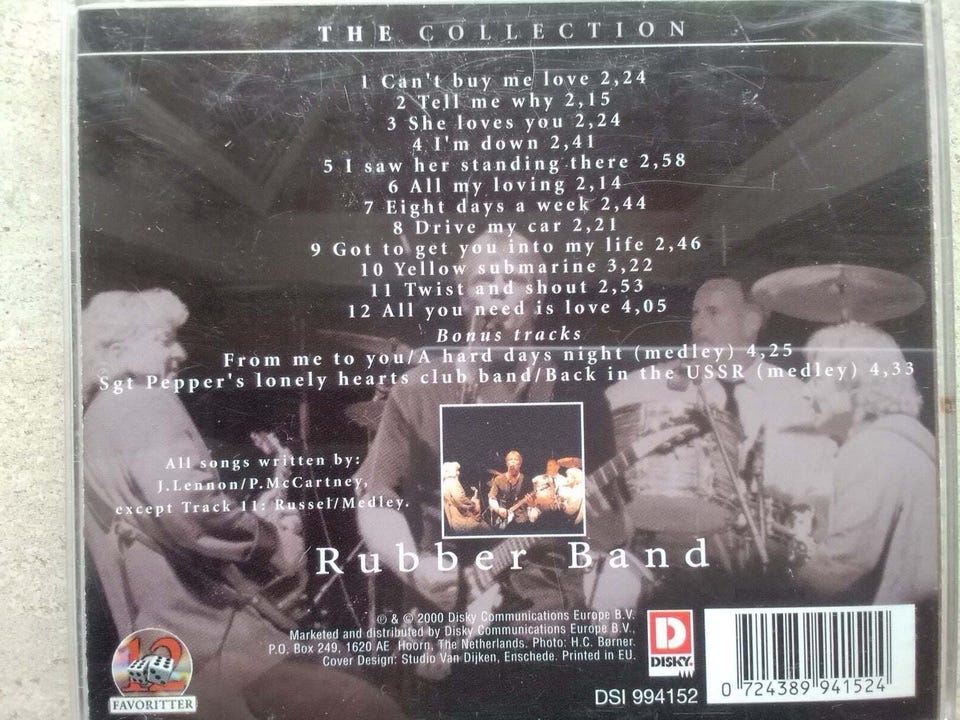 THE COLLECTION
1 Can't buy me love 2,24
2 Tell me why 2,15
3 She loves you 2,24
4 I'm down 2,41
5 I saw her standing there 2,58
6 All my loving 2,14
7 Eight days a week 2,44
8 Drive my car 2,21
9 Got to get you into my life 2,46
10 Yellow submarine 3,22
11 Twist and shout 2,53
12 All you need is love 4,05
Bonus tracks
From me to you/A hard days night (medley) 4,25
Sgt Pepper's lonely hearts club band/Back in the USSR (medley) 4,33
All songs written by:
J.Lennon/P.McCartney,
except Track 11: Russel/Medley.
Rubber Band
℗ & © 2000 Disky Communications Europe B.V.
Marketed and distributed by Disky Communications Europe B.V.,
P.O. Box 249, 1620 AE Hoorn, The Netherlands. Photo: H.C. Børner.
Cover Design: Studio Van Dijken, Enschede. Printed in EU.
D
DISKY
DSI 994152
0 724389 941524
12
FAVORITTER